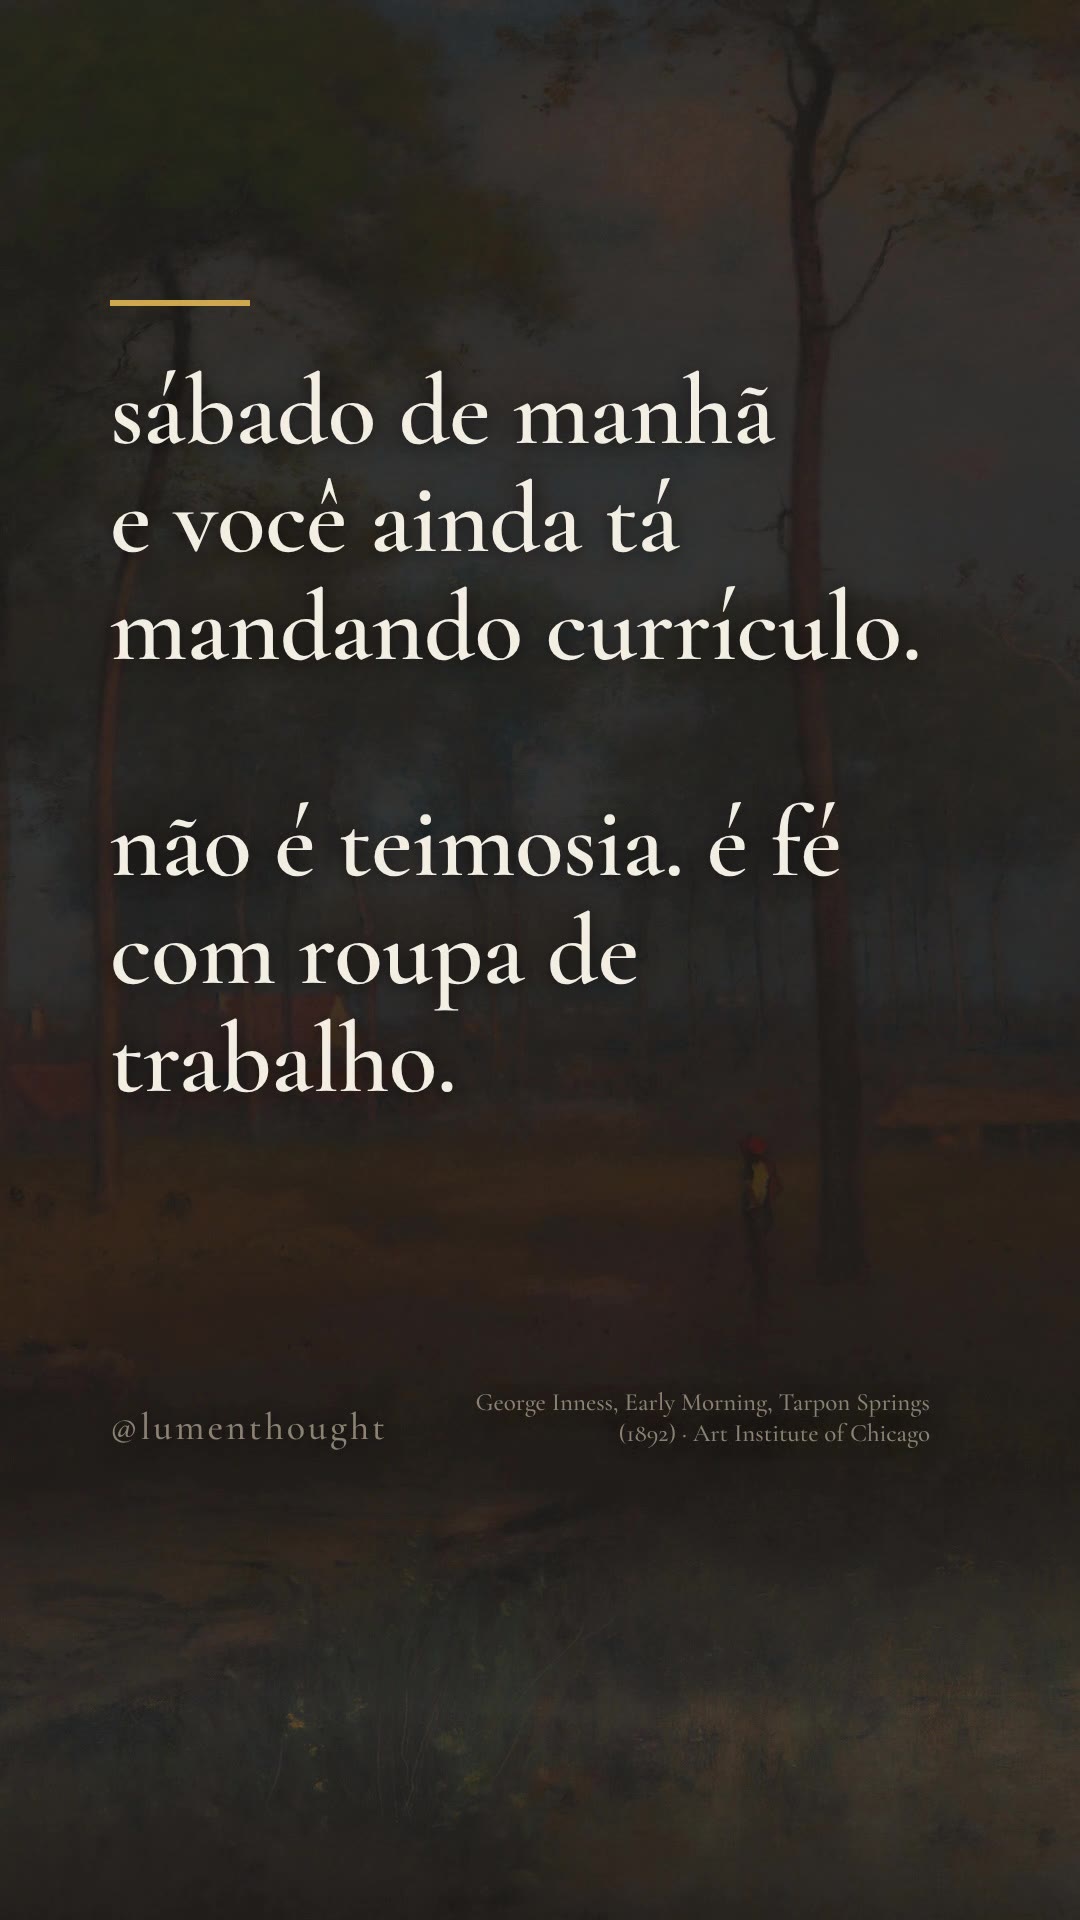 sábado de manhã
e você ainda tá
mandando currículo.
não é teimosia. é fé
com roupa de
trabalho.
@lumenthought
George Inness, Early Morning, Tarpon Springs
(1892) · Art Institute of Chicago